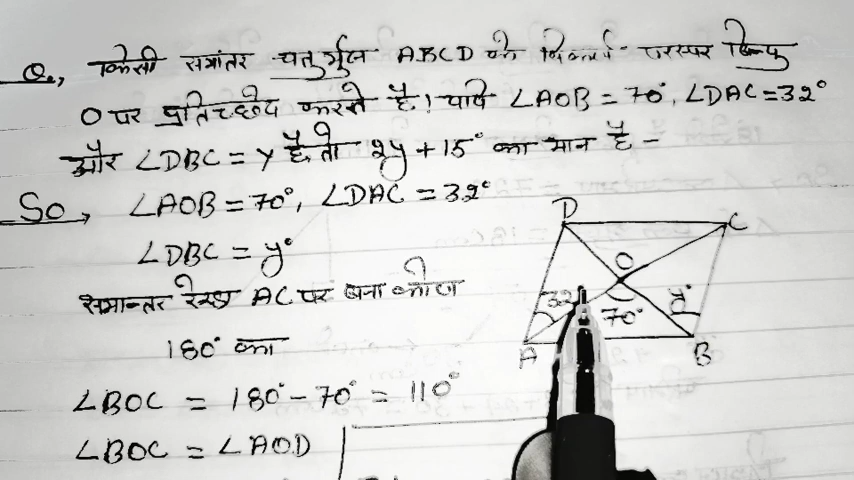 Q, किसी समांतर चतुर्भुज ABCD के विकर्ण परस्पर बिन्दु
O पर प्रतिच्छेद करते है। यदि ∠AOB = 70°, ∠DAC = 32°
और ∠DBC = y है, तो 2y + 15° का मान है -
So, ∠AOB = 70°, ∠DAC = 32°
∠DBC = y°
समान्तर रेखा AC पर बना कोण
180° का
∠BOC = 180° - 70° = 110°
∠BOC = ∠AOD
D C
O
32 y°
70°
A B